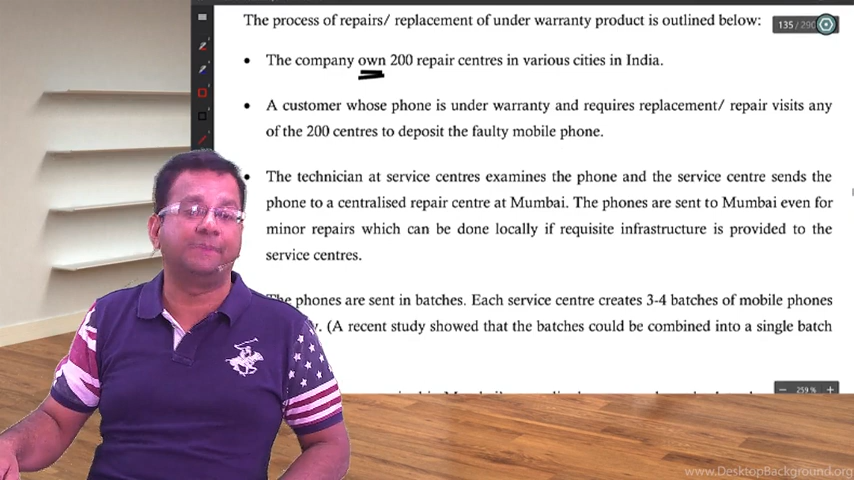 The process of repairs/ replacement of under warranty product is outlined below:
135 / 290
• The company own 200 repair centres in various cities in India.
• A customer whose phone is under warranty and requires replacement/ repair visits any
of the 200 centres to deposit the faulty mobile phone.
• The technician at service centres examines the phone and the service centre sends the
phone to a centralised repair centre at Mumbai. The phones are sent to Mumbai even for
minor repairs which can be done locally if requisite infrastructure is provided to the
service centres.
The phones are sent in batches. Each service centre creates 3-4 batches of mobile phones
y. (A recent study showed that the batches could be combined into a single batch
259 %
www.DesktopBackground.org